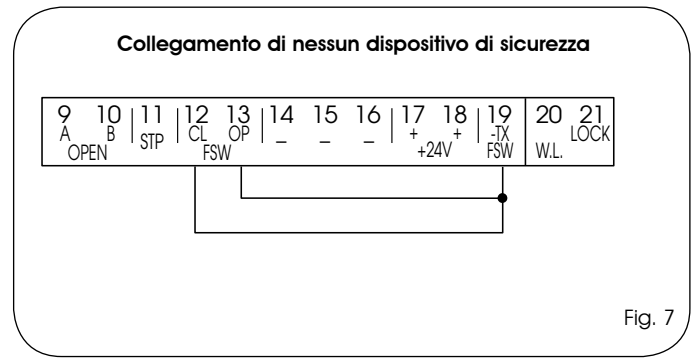 Collegamento di nessun dispositivo di sicurezza
9 10 11 12 13 14 15 16 17 18 19 20 21
A B STP CL OP _ _ _ + + -TX W.L. LOCK
OPEN FSW +24V FSW
Fig. 7